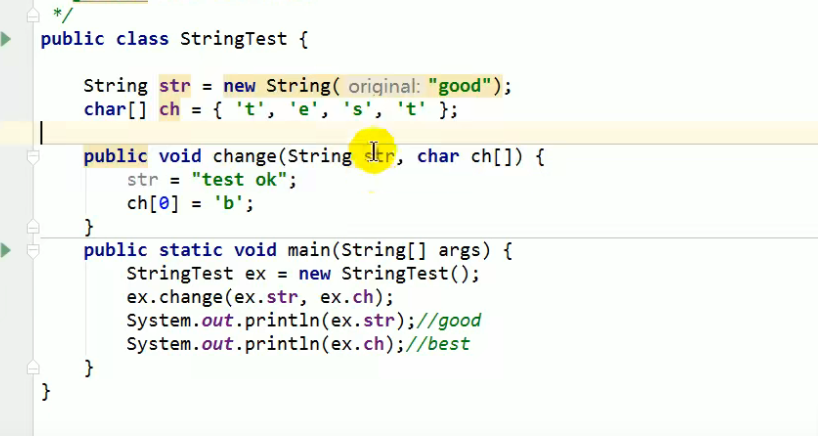 */
public class StringTest {
String str = new String( original: "good");
char[] ch = { 't', 'e', 's', 't' };
public void change(String str, char ch[]) {
str = "test ok";
ch[0] = 'b';
}
public static void main(String[] args) {
StringTest ex = new StringTest();
ex.change(ex.str, ex.ch);
System.out.println(ex.str);//good
System.out.println(ex.ch);//best
}
}